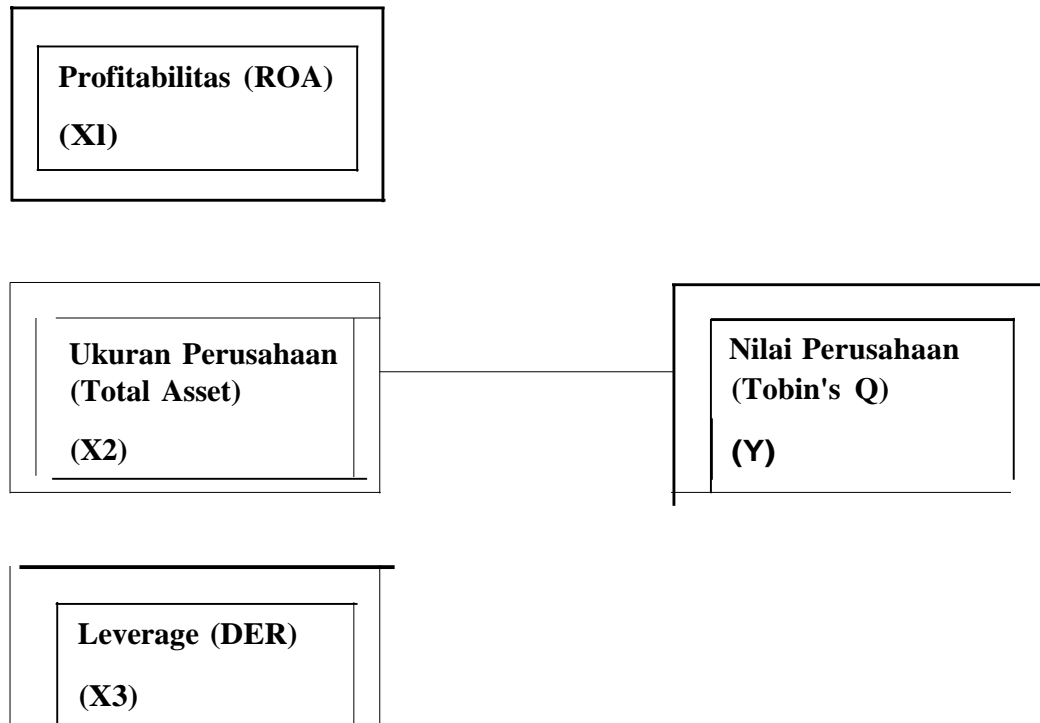 Profitabilitas (ROA)
(Xl)
Ukuran Perusahaan
(Total Asset)
(X2)
Nilai Perusahaan
(Tobin's Q)
(Y)
Leverage (DER)
(X3)